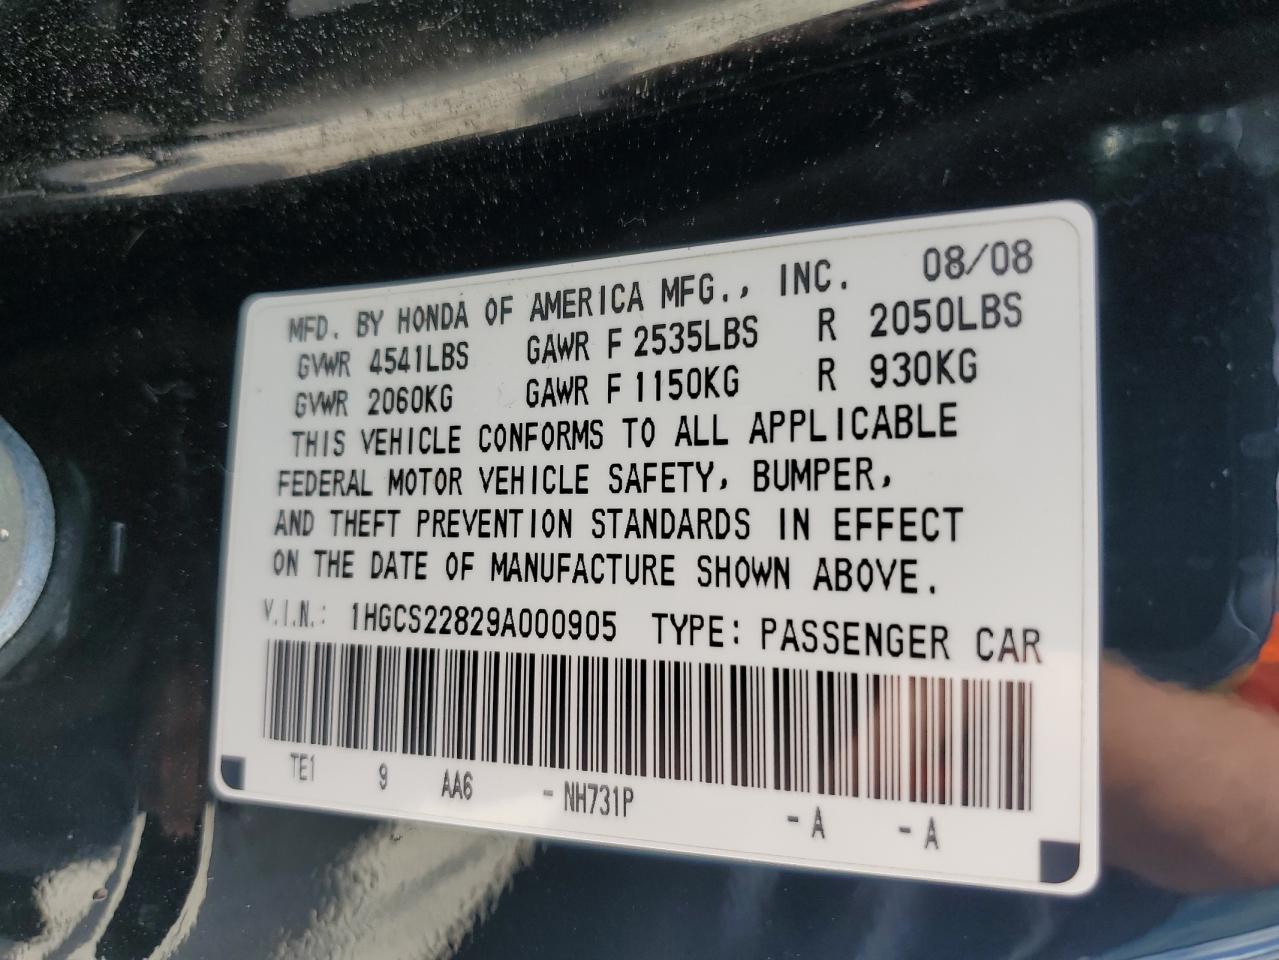 MFD. BY HONDA OF AMERICA MFG., INC. 08/08
GVWR 4541LBS GAWR F 2535LBS R 2050LBS
GVWR 2060KG GAWR F 1150KG R 930KG
THIS VEHICLE CONFORMS TO ALL APPLICABLE
FEDERAL MOTOR VEHICLE SAFETY, BUMPER,
AND THEFT PREVENTION STANDARDS IN EFFECT
ON THE DATE OF MANUFACTURE SHOWN ABOVE.
V.I.N.: 1HGCS22829A000905 TYPE: PASSENGER CAR
TE1 9 AA6 - NH731P - A - A